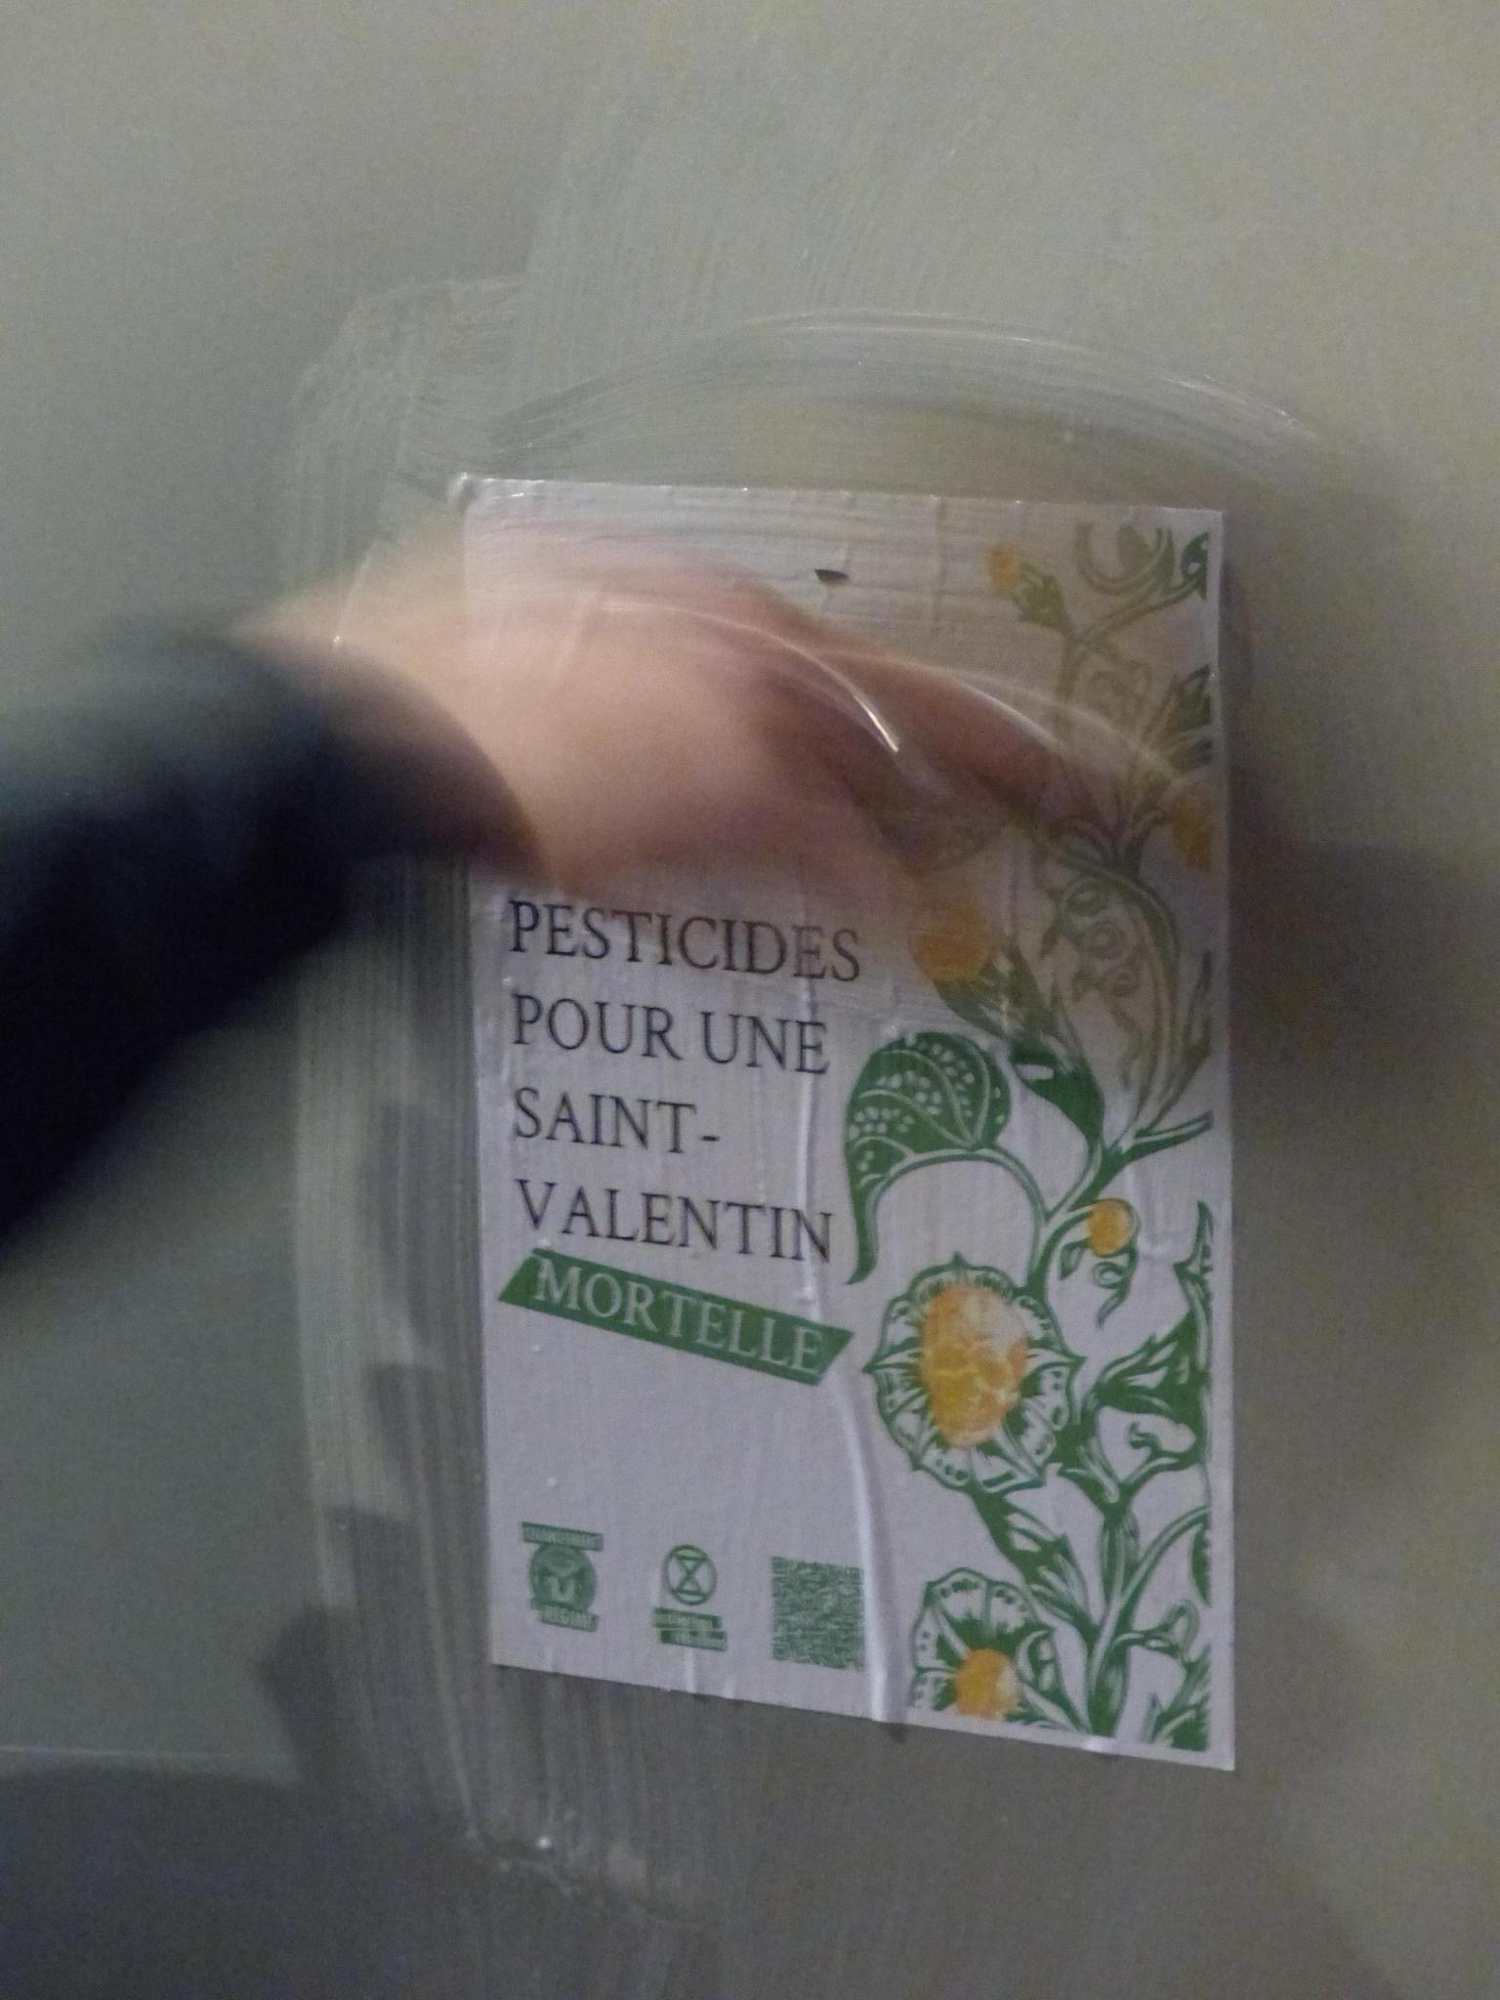 PESTICIDES
POUR UNE
SAINT-
VALENTIN
MORTELLE